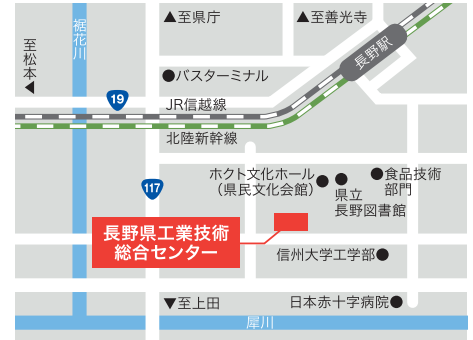 ▲至県庁
▲至善光寺
裾花川
至松本▲
長野駅
●バスターミナル
19
JR信越線
北陸新幹線
ホクト文化ホール
(県民文化会館)●
●食品技術
部門
●県立
長野図書館
117
長野県工業技術
総合センター
信州大学工学部●
▼至上田
日本赤十字病院●
犀川